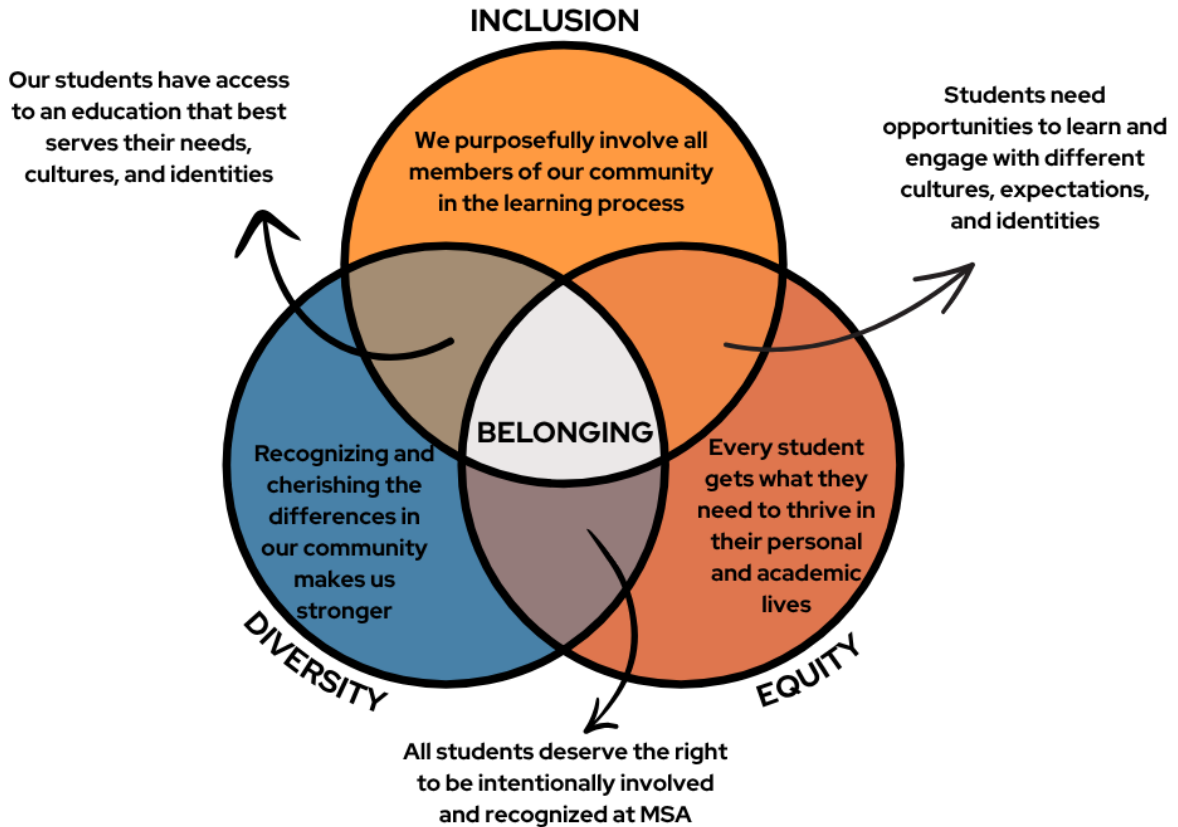 INCLUSION
Our students have access
to an education that best
serves their needs,
cultures, and identities
We purposefully involve all
members of our community
in the learning process
Students need
opportunities to learn and
engage with different
cultures, expectations,
and identities
BELONGING
Recognizing and
cherishing the
differences in
our community
makes us
stronger
Every student
gets what they
need to thrive in
their personal
and academic
lives
DIVERSITY
EQUITY
All students deserve the right
to be intentionally involved
and recognized at MSA